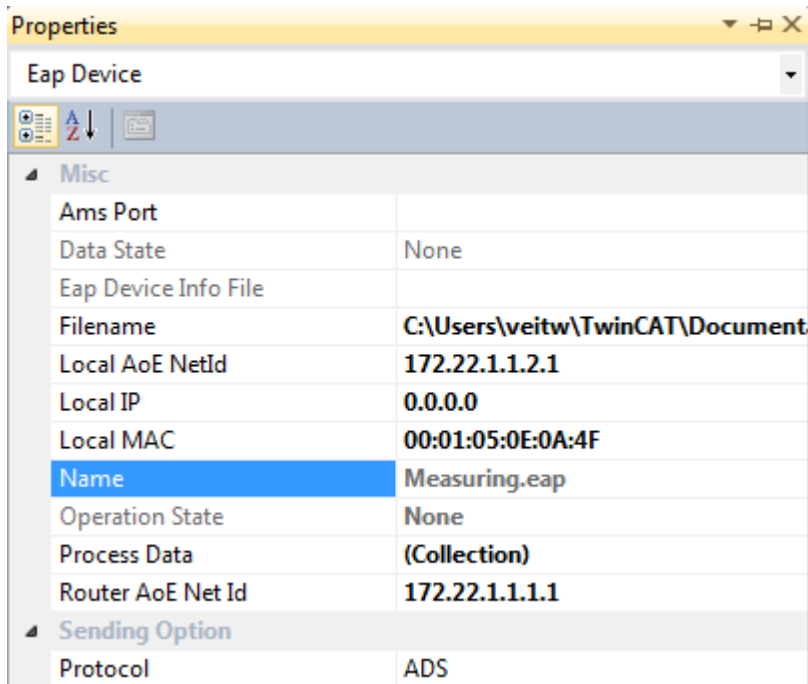 Properties
Eap Device
A
Z
Misc
Ams Port
Data State None
Eap Device Info File
Filename C:\Users\veitw\TwinCAT\Documenta
Local AoE NetId 172.22.1.1.2.1
Local IP 0.0.0.0
Local MAC 00:01:05:0E:0A:4F
Name Measuring.eap
Operation State None
Process Data (Collection)
Router AoE Net Id 172.22.1.1.1.1
Sending Option
Protocol ADS